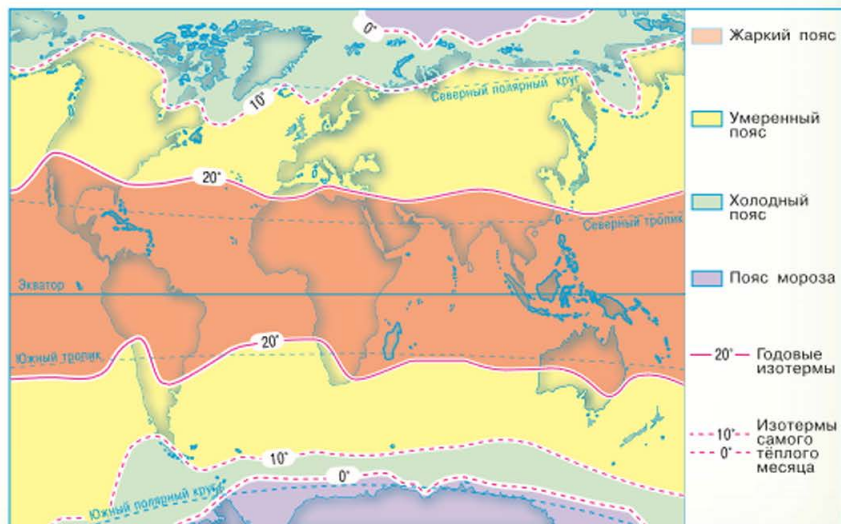 0°
10°
Северный полярный круг
20°
Северный тропик
Экватор
Южный тропик
20°
10°
0°
Южный полярный круг
Жаркий пояс
Умеренный
пояс
Холодный
пояс
Пояс мороза
20°
Годовые
изотермы
10°
0°
Изотермы
самого
тёплого
месяца